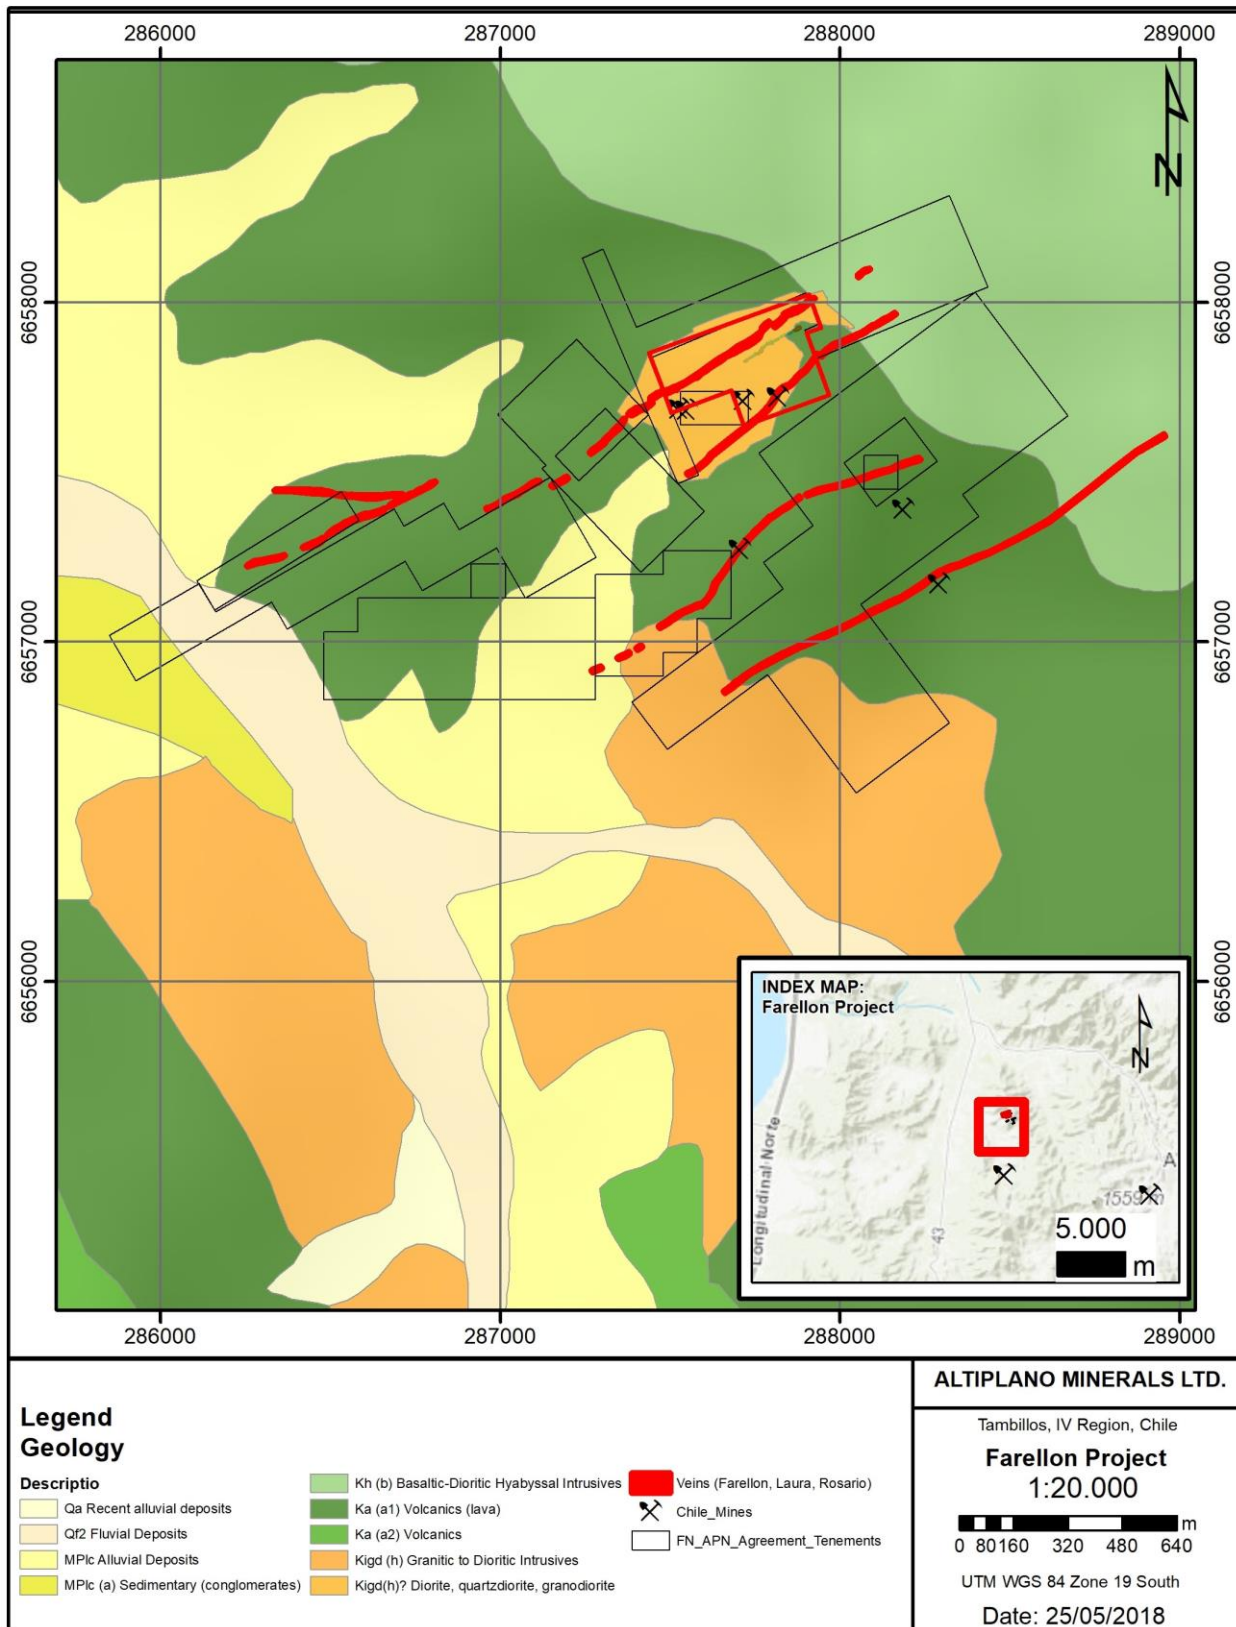 286000
287000
288000
289000
6658000
6658000
N
6657000
6657000
6656000
6656000
INDEX MAP:
Farellon Project
N
Longitudinal Norte
43
A
1559 m
5.000
m
286000
287000
288000
289000
Legend
Geology
Descriptio
Qa Recent alluvial deposits
Qf2 Fluvial Deposits
MPlc Alluvial Deposits
MPlc (a) Sedimentary (conglomerates)
Kh (b) Basaltic-Dioritic Hyabyssal Intrusives
Ka (a1) Volcanics (lava)
Ka (a2) Volcanics
Kigd (h) Granitic to Dioritic Intrusives
Kigd(h)? Diorite, quartzdiorite, granodiorite
Veins (Farellon, Laura, Rosario)
Chile_Mines
FN_APN_Agreement_Tenements
ALTIPLANO MINERALS LTD.
Tambillos, IV Region, Chile
Farellon Project
1:20.000
m
0 80 160 320 480 640
UTM WGS 84 Zone 19 South
Date: 25/05/2018